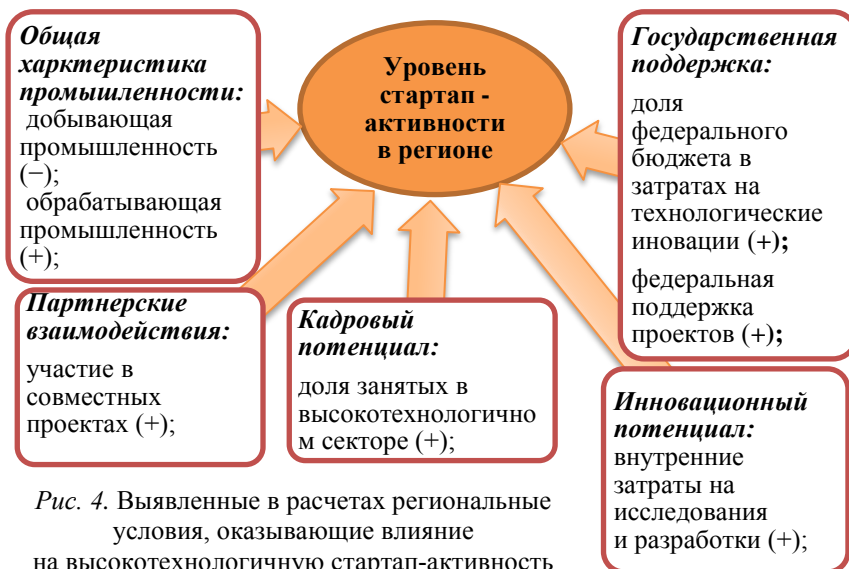 Общая
харктеристика
промышленности:
добывающая
промышленность
(−);
обрабатывающая
промышленность
(+);
Уровень
стартап -
активности
в регионе
Государственная
поддержка:
доля
федерального
бюджета в
затратах на
технологические
иновации (+);
федеральная
поддержка
проектов (+);
Партнерские
взаимодействия:
участие в
совместных
проектах (+);
Кадровый
потенциал:
доля занятых в
высокотехнологично
м секторе (+);
Инновационный
потенциал:
внутренние
затраты на
исследования
и разработки (+);
Рис. 4. Выявленные в расчетах региональные
условия, оказывающие влияние
на высокотехнологичную стартап-активность